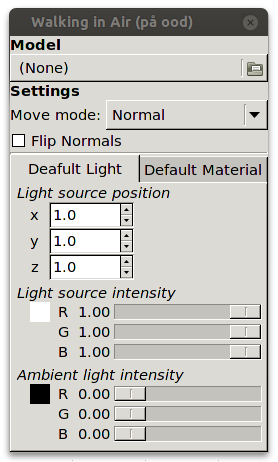 Walking in Air (på ood)
Model
(None)
Settings
Move mode: Normal
Flip Normals
Deafult Light Default Material
Light source position
x 1.0
y 1.0
z 1.0
Light source intensity
R 1.00
G 1.00
B 1.00
Ambient light intensity
R 0.00
G 0.00
B 0.00